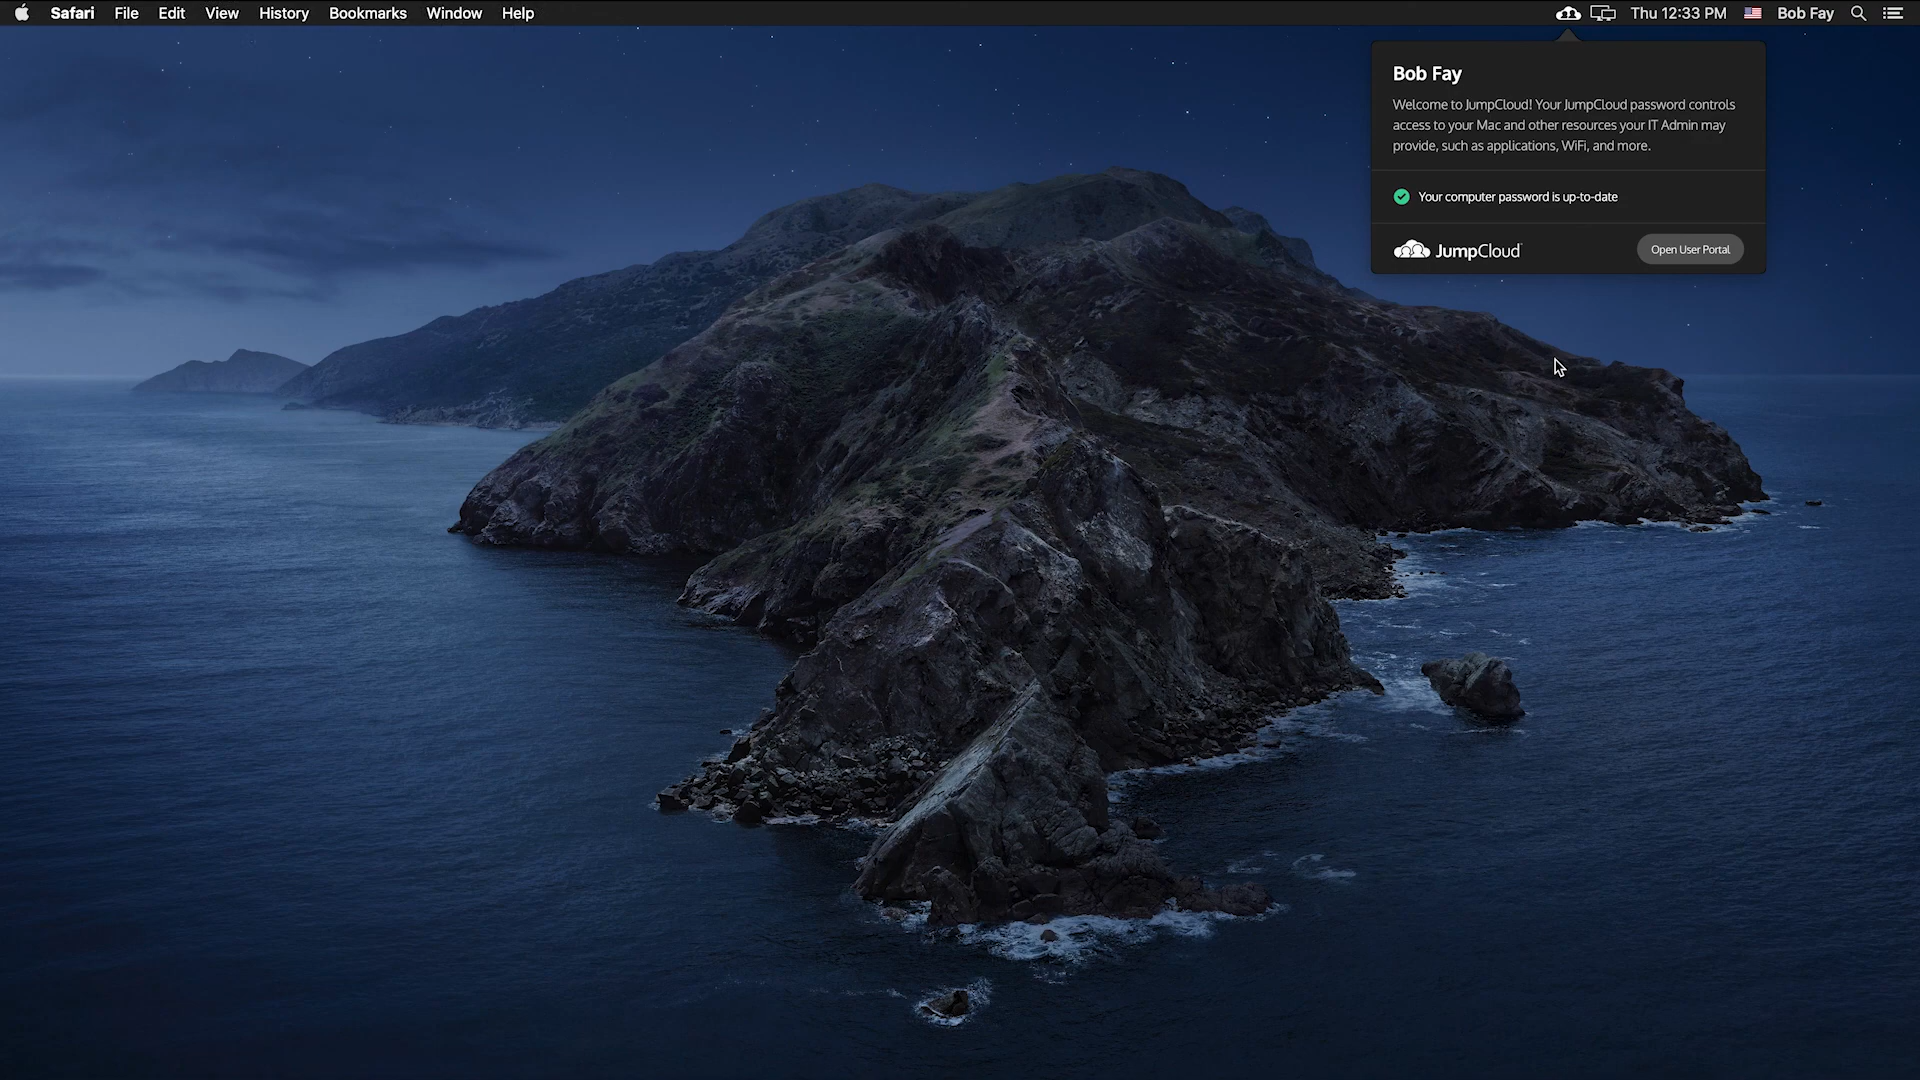 Safari File Edit View History Bookmarks Window Help Thu 12:33 PM Bob Fay
Bob Fay
Welcome to JumpCloud! Your JumpCloud password controls
access to your Mac and other resources your IT Admin may
provide, such as applications, WiFi, and more.
Your computer password is up-to-date
JumpCloud
Open User Portal